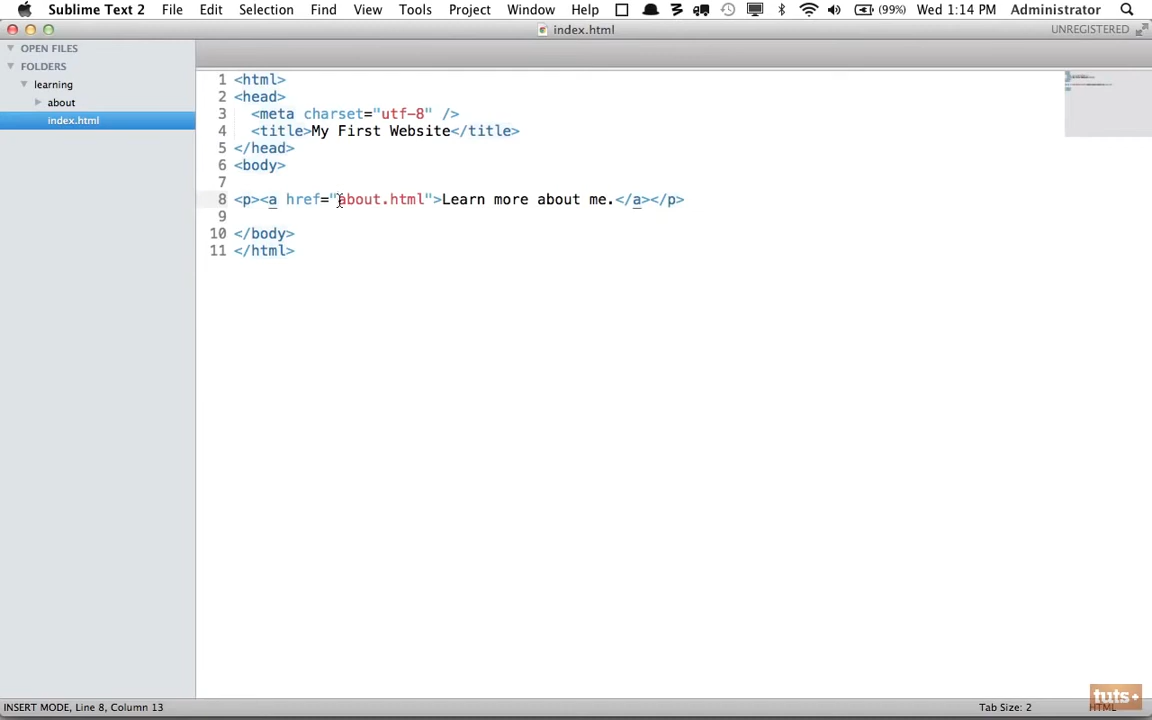 Sublime Text 2 File Edit Selection Find View Tools Project Window Help (99%) Wed 1:14 PM Administrator
index.html UNREGISTERED
OPEN FILES
FOLDERS
learning
about
index.html
1 <html>
2 <head>
3 <meta charset="utf-8" />
4 <title>My First Website</title>
5 </head>
6 <body>
7
8 <p><a href="about.html">Learn more about me.</a></p>
9
10 </body>
11 </html>
INSERT MODE, Line 8, Column 13 Tab Size: 2 HTML
tuts+